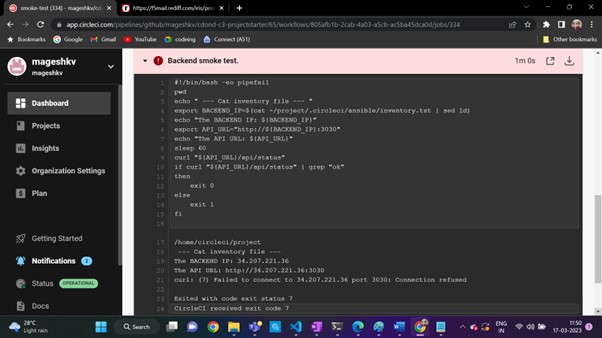 smoke-test (334) - mageshkv/cd
https://f5mail.rediff.com/iris/po
app.circleci.com/pipelines/github/mageshkv/cdond-c3-projectstarter/65/workflows/805afb1b-2cab-4a03-a5cb-ac5ba45dca0d/jobs/334
Bookmarks Google Gmail YouTube codeing Connect (A51) Other bookmarks
mageshkv
mageshkv
Dashboard
Projects
Insights
Organization Settings
Plan
Getting Started
Notifications 2
Status OPERATIONAL
Docs
Backend smoke test. 1m 0s
1 #!/bin/bash -eo pipefail
2 pwd
3 echo " --- Cat inventory file --- "
4 export BACKEND_IP=$(cat ~/project/.circleci/ansible/inventory.txt | sed 1d)
5 echo "The BACKEND IP: ${BACKEND_IP}"
6 export API_URL="http://${BACKEND_IP}:3030"
7 echo "The API URL: ${API_URL}"
8 sleep 60
9 curl "${API_URL}/api/status"
10 if curl "${API_URL}/api/status" | grep "ok"
11 then
12 exit 0
13 else
14 exit 1
15 fi
16
17 /home/circleci/project
18 --- Cat inventory file ---
19 The BACKEND IP: 34.207.221.36
20 The API URL: http://34.207.221.36:3030
21 curl: (7) Failed to connect to 34.207.221.36 port 3030: Connection refused
22
23 Exited with code exit status 7
24 CircleCI received exit code 7
28°C
Light rain
Search
ENG
IN
11:50
17-03-2023